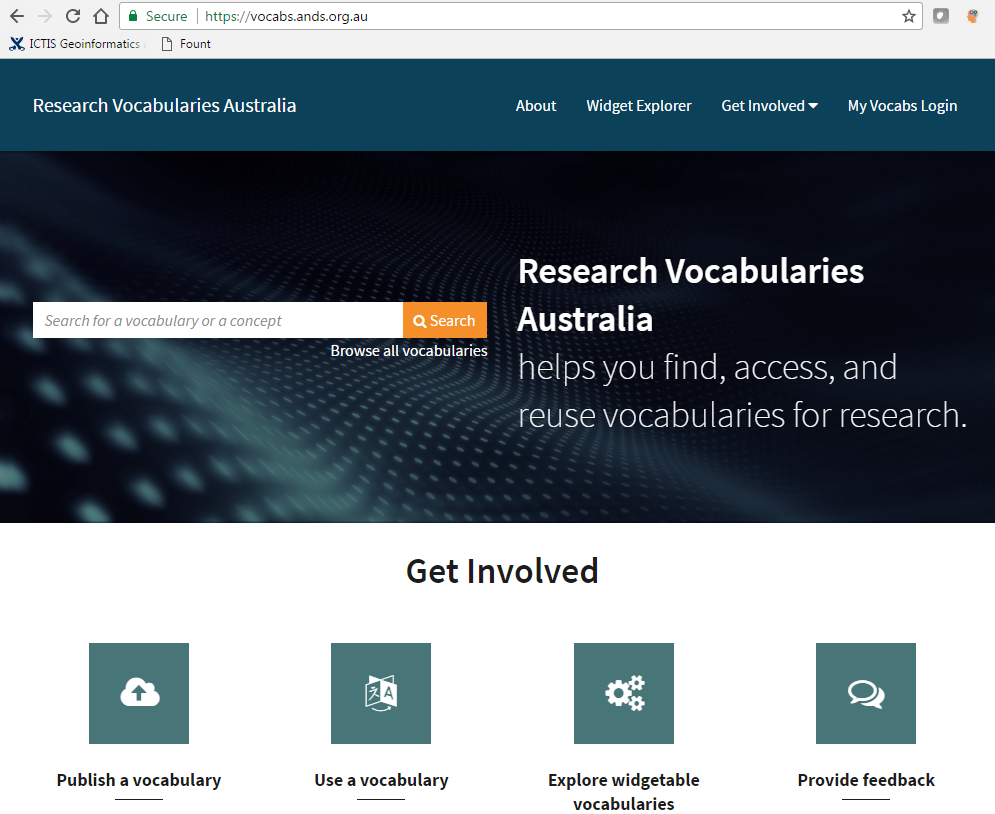 Secure
https://vocabs.ands.org.au
ICTIS Geoinformatics
Fount
Research Vocabularies Australia
About
Widget Explorer
Get Involved
My Vocabs Login
Search for a vocabulary or a concept
Search
Browse all vocabularies
Research Vocabularies
Australia
helps you find, access, and
reuse vocabularies for research.
Get Involved
A
Publish a vocabulary
Use a vocabulary
Explore widgetable
vocabularies
Provide feedback